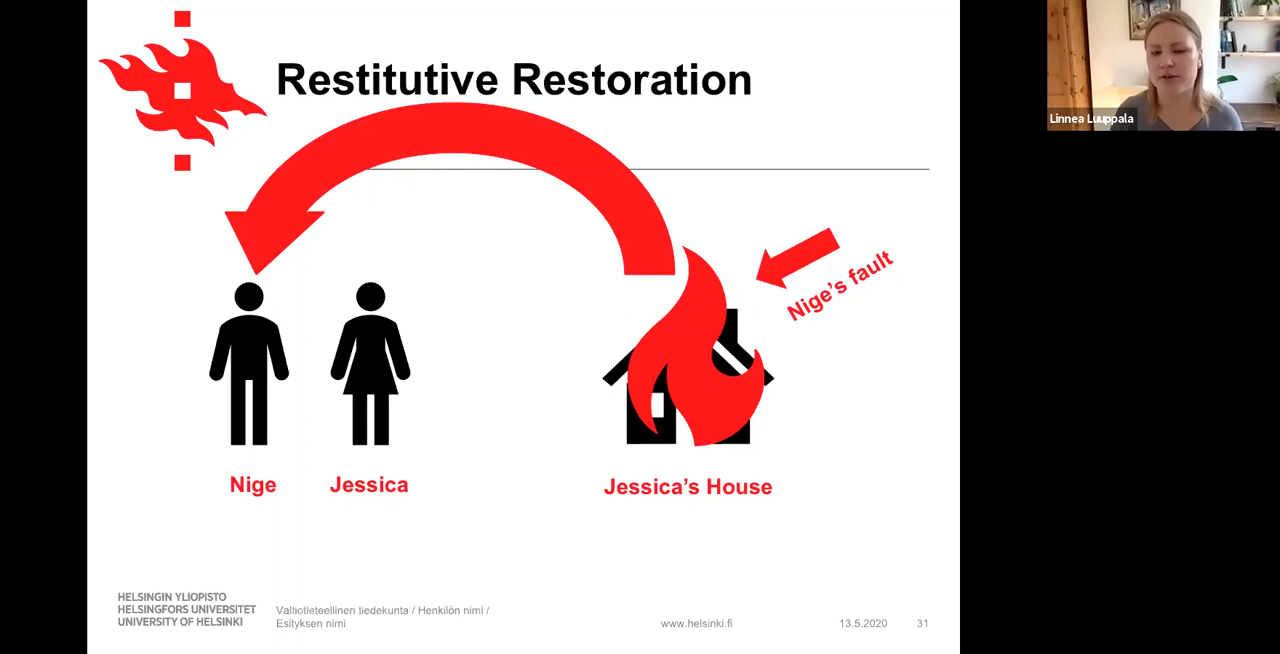 Restitutive Restoration
Linnea Luuppala
Nige's fault
Nige
Jessica
Jessica's House
HELSINGIN YLIOPISTO
HELSINGFORS UNIVERSITET
UNIVERSITY OF HELSINKI
Valtiotieteellinen tiedekunta / Henkilön nimi /
Esityksen nimi
www.helsinki.fi
13.5.2020
31